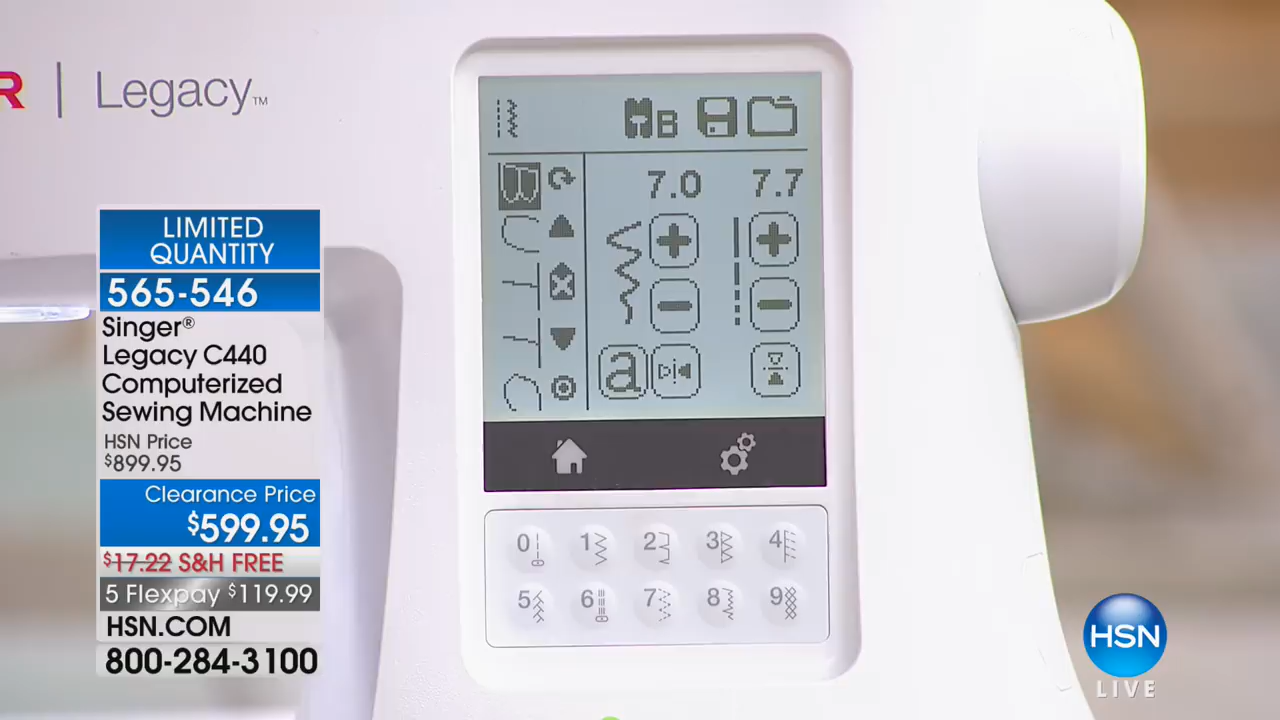 R | Legacy™
B
7.0 7.7
a
0 1 2 3 4
5 6 7 8 9
LIMITED
QUANTITY
565-546
Singer®
Legacy C440
Computerized
Sewing Machine
HSN Price
$899.95
Clearance Price
$599.95
$17.22 S&H FREE
5 Flexpay $119.99
HSN.COM
800-284-3100
HSN
LIVE